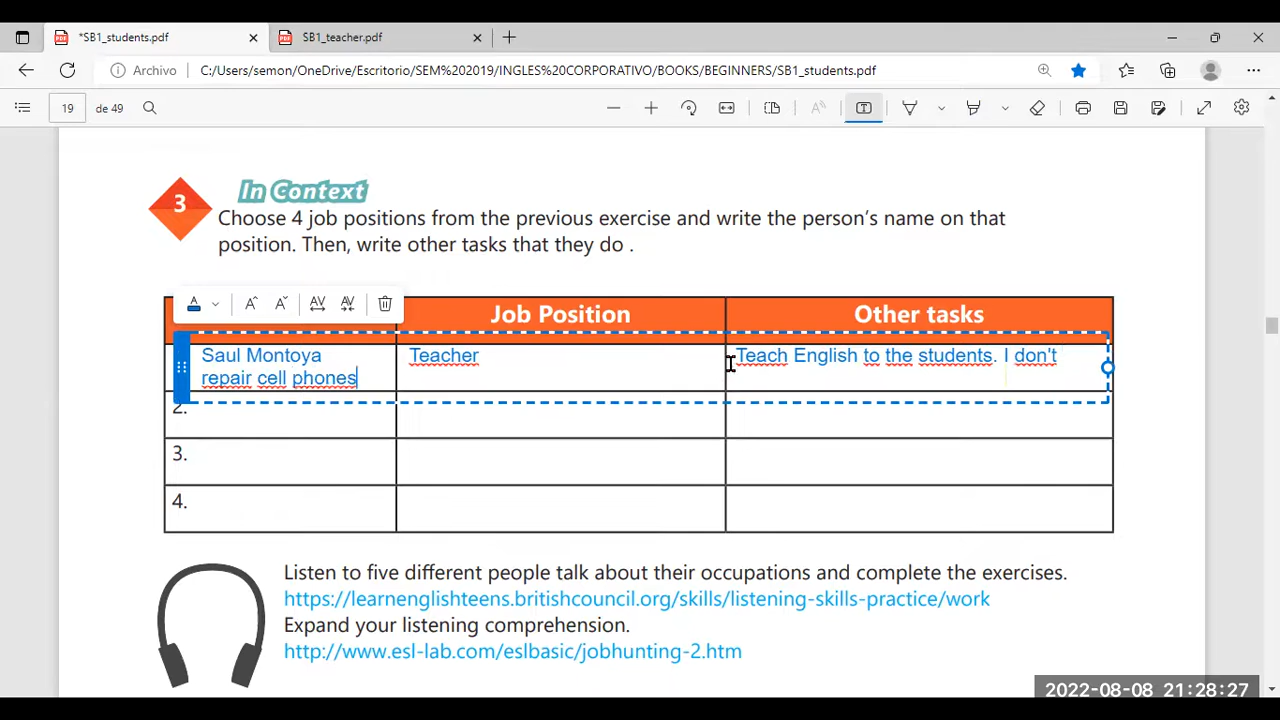 *SB1_students.pdf
SB1_teacher.pdf
Archivo
C:/Users/semon/OneDrive/Escritorio/SEM%202019/INGLES%20CORPORATIVO/BOOKS/BEGINNERS/SB1_students.pdf
19 de 49
3
In Context
Choose 4 job positions from the previous exercise and write the person's name on that
position. Then, write other tasks that they do .
Job Position Other tasks
Saul Montoya Teacher Teach English to the students. I don't
repair cell phones
2.
3.
4.
Listen to five different people talk about their occupations and complete the exercises.
https://learnenglishteens.britishcouncil.org/skills/listening-skills-practice/work
Expand your listening comprehension.
http://www.esl-lab.com/eslbasic/jobhunting-2.htm
2022-08-08 21:28:27